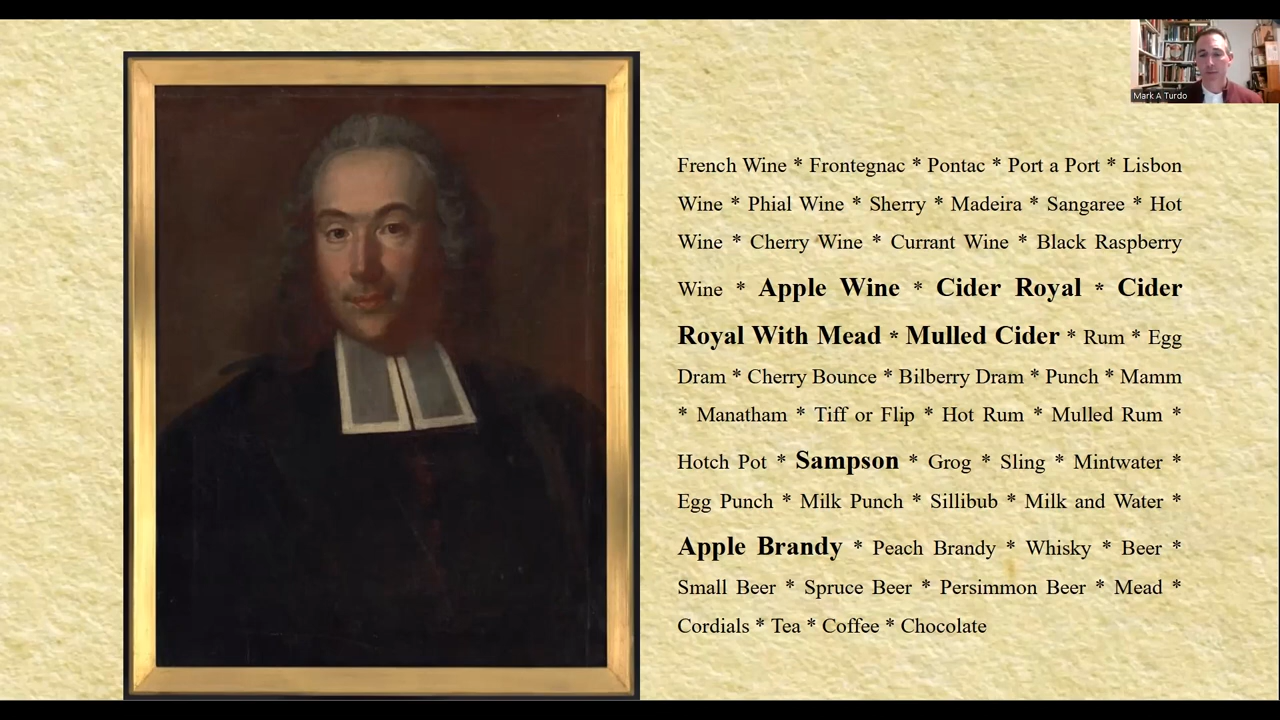 Mark A Turdo
French Wine * Frontegnac * Pontac * Port a Port * Lisbon
Wine * Phial Wine * Sherry * Madeira * Sangaree * Hot
Wine * Cherry Wine * Currant Wine * Black Raspberry
Wine * Apple Wine * Cider Royal * Cider
Royal With Mead * Mulled Cider * Rum * Egg
Dram * Cherry Bounce * Bilberry Dram * Punch * Mamm
* Manatham * Tiff or Flip * Hot Rum * Mulled Rum *
Hotch Pot * Sampson * Grog * Sling * Mintwater *
Egg Punch * Milk Punch * Sillibub * Milk and Water *
Apple Brandy * Peach Brandy * Whisky * Beer *
Small Beer * Spruce Beer * Persimmon Beer * Mead *
Cordials * Tea * Coffee * Chocolate